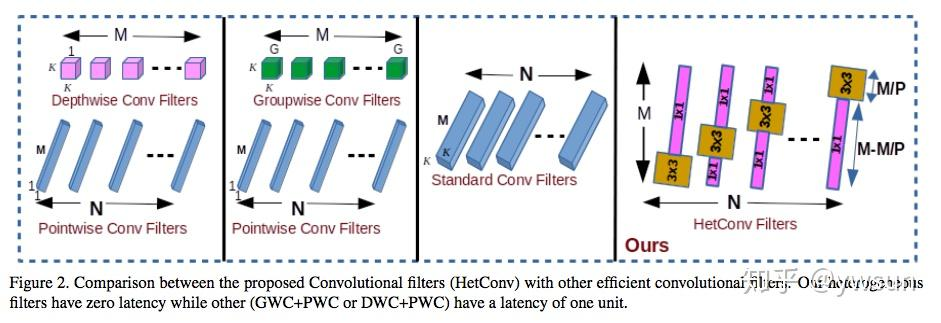 M
1 K K
Depthwise Conv Filters
M
1 1
N
Pointwise Conv Filters
M
G G K K
Groupwise Conv Filters
M
1 1
N
Pointwise Conv Filters
N
M
K K
Standard Conv Filters
M
3x3 1x1
1x1 3x3 1x1
1x1 3x3 1x1
3x3 1x1
M/P
M-M/P
N
HetConv Filters
Ours
Figure 2. Comparison between the proposed Convolutional filters (HetConv) with other efficient convolutional filters. Our heterogeneous
filters have zero latency while other (GWC+PWC or DWC+PWC) have a latency of one unit.
知乎 @ywsun